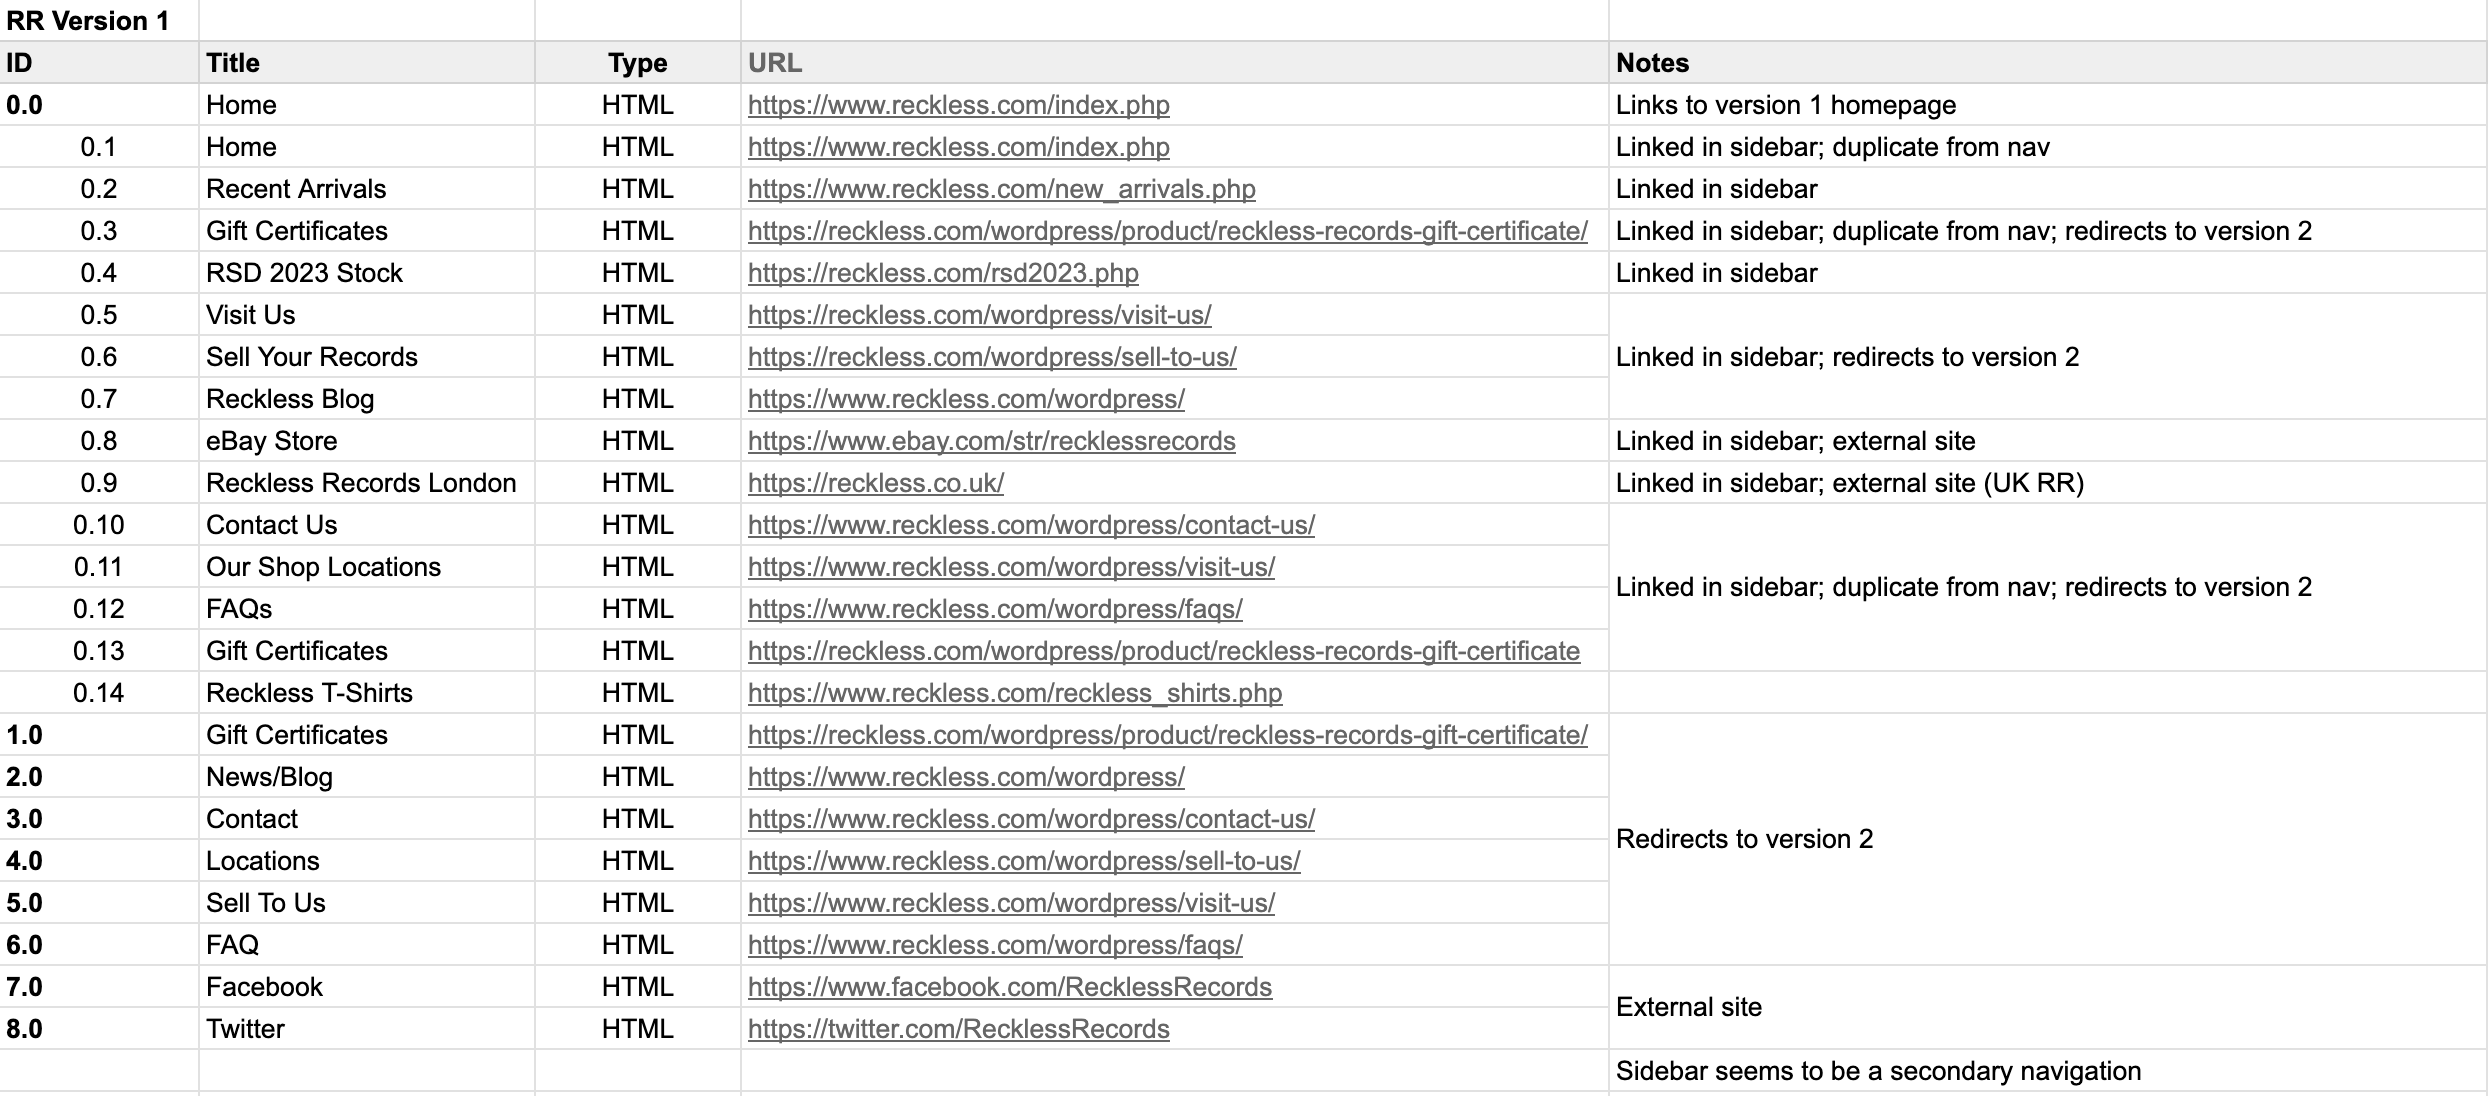 RR Version 1
ID Title Type URL Notes
0.0 Home HTML https://www.reckless.com/index.php Links to version 1 homepage
0.1 Home HTML https://www.reckless.com/index.php Linked in sidebar; duplicate from nav
0.2 Recent Arrivals HTML https://www.reckless.com/new_arrivals.php Linked in sidebar
0.3 Gift Certificates HTML https://reckless.com/wordpress/product/reckless-records-gift-certificate/ Linked in sidebar; duplicate from nav; redirects to version 2
0.4 RSD 2023 Stock HTML https://reckless.com/rsd2023.php Linked in sidebar
0.5 Visit Us HTML https://reckless.com/wordpress/visit-us/
0.6 Sell Your Records HTML https://reckless.com/wordpress/sell-to-us/ Linked in sidebar; redirects to version 2
0.7 Reckless Blog HTML https://www.reckless.com/wordpress/
0.8 eBay Store HTML https://www.ebay.com/str/recklessrecords Linked in sidebar; external site
0.9 Reckless Records London HTML https://reckless.co.uk/ Linked in sidebar; external site (UK RR)
0.10 Contact Us HTML https://www.reckless.com/wordpress/contact-us/
0.11 Our Shop Locations HTML https://www.reckless.com/wordpress/visit-us/
Linked in sidebar; duplicate from nav; redirects to version 2
0.12 FAQs HTML https://www.reckless.com/wordpress/faqs/
0.13 Gift Certificates HTML https://reckless.com/wordpress/product/reckless-records-gift-certificate
0.14 Reckless T-Shirts HTML https://www.reckless.com/reckless_shirts.php
1.0 Gift Certificates HTML https://reckless.com/wordpress/product/reckless-records-gift-certificate/
2.0 News/Blog HTML https://www.reckless.com/wordpress/
3.0 Contact HTML https://www.reckless.com/wordpress/contact-us/
Redirects to version 2
4.0 Locations HTML https://www.reckless.com/wordpress/sell-to-us/
5.0 Sell To Us HTML https://www.reckless.com/wordpress/visit-us/
6.0 FAQ HTML https://www.reckless.com/wordpress/faqs/
7.0 Facebook HTML https://www.facebook.com/RecklessRecords
External site
8.0 Twitter HTML https://twitter.com/RecklessRecords
Sidebar seems to be a secondary navigation